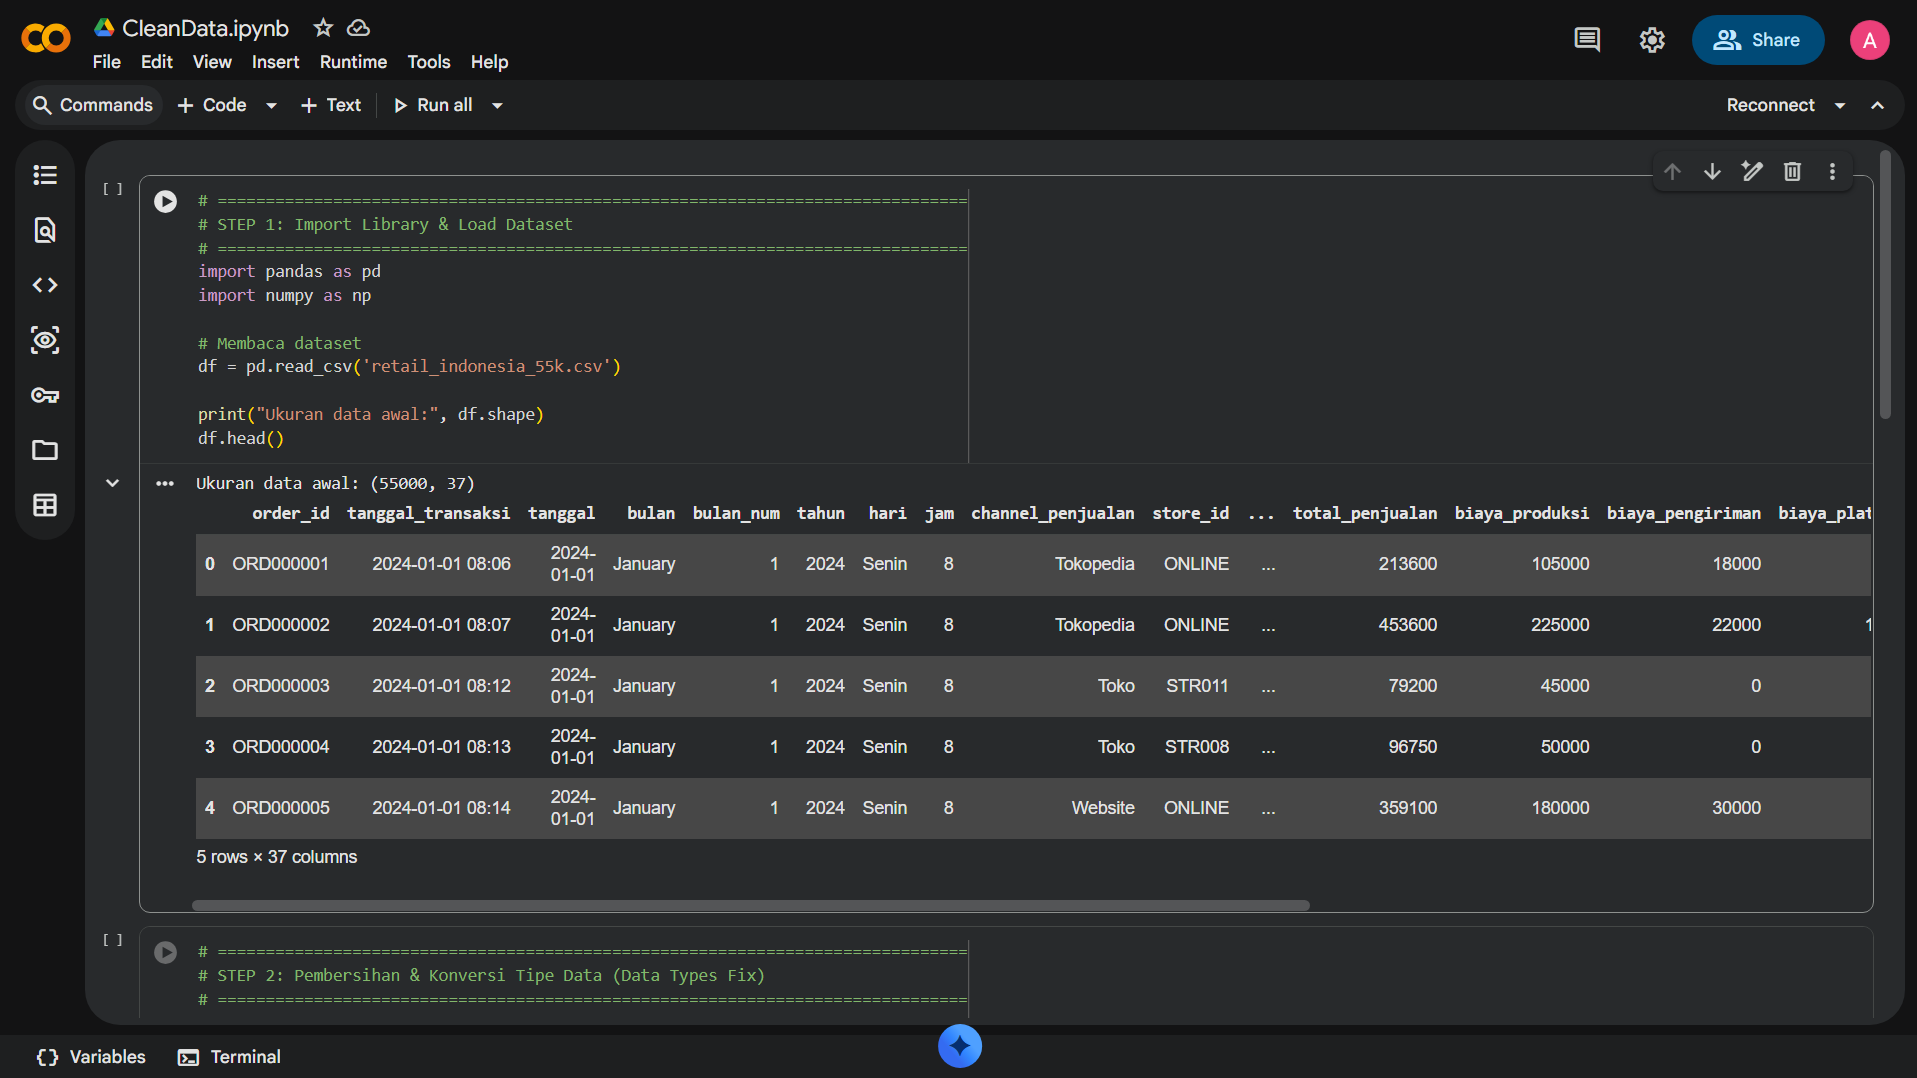 CleanData.ipynb
File Edit View Insert Runtime Tools Help
Share
A
Commands + Code + Text Run all
Reconnect
[ ]
# ==============================================================================
# STEP 1: Import Library & Load Dataset
# ==============================================================================
import pandas as pd
import numpy as np
# Membaca dataset
df = pd.read_csv('retail_indonesia_55k.csv')
print("Ukuran data awal:", df.shape)
df.head()
Ukuran data awal: (55000, 37)
order_id tanggal_transaksi tanggal bulan bulan_num tahun hari jam channel_penjualan store_id ... total_penjualan biaya_produksi biaya_pengiriman biaya_plat
0 ORD000001 2024-01-01 08:06 2024-01-01 January 1 2024 Senin 8 Tokopedia ONLINE ... 213600 105000 18000
1 ORD000002 2024-01-01 08:07 2024-01-01 January 1 2024 Senin 8 Tokopedia ONLINE ... 453600 225000 22000 1
2 ORD000003 2024-01-01 08:12 2024-01-01 January 1 2024 Senin 8 Toko STR011 ... 79200 45000 0
3 ORD000004 2024-01-01 08:13 2024-01-01 January 1 2024 Senin 8 Toko STR008 ... 96750 50000 0
4 ORD000005 2024-01-01 08:14 2024-01-01 January 1 2024 Senin 8 Website ONLINE ... 359100 180000 30000
5 rows × 37 columns
[ ]
# ==============================================================================
# STEP 2: Pembersihan & Konversi Tipe Data (Data Types Fix)
# ==============================================================================
Variables Terminal